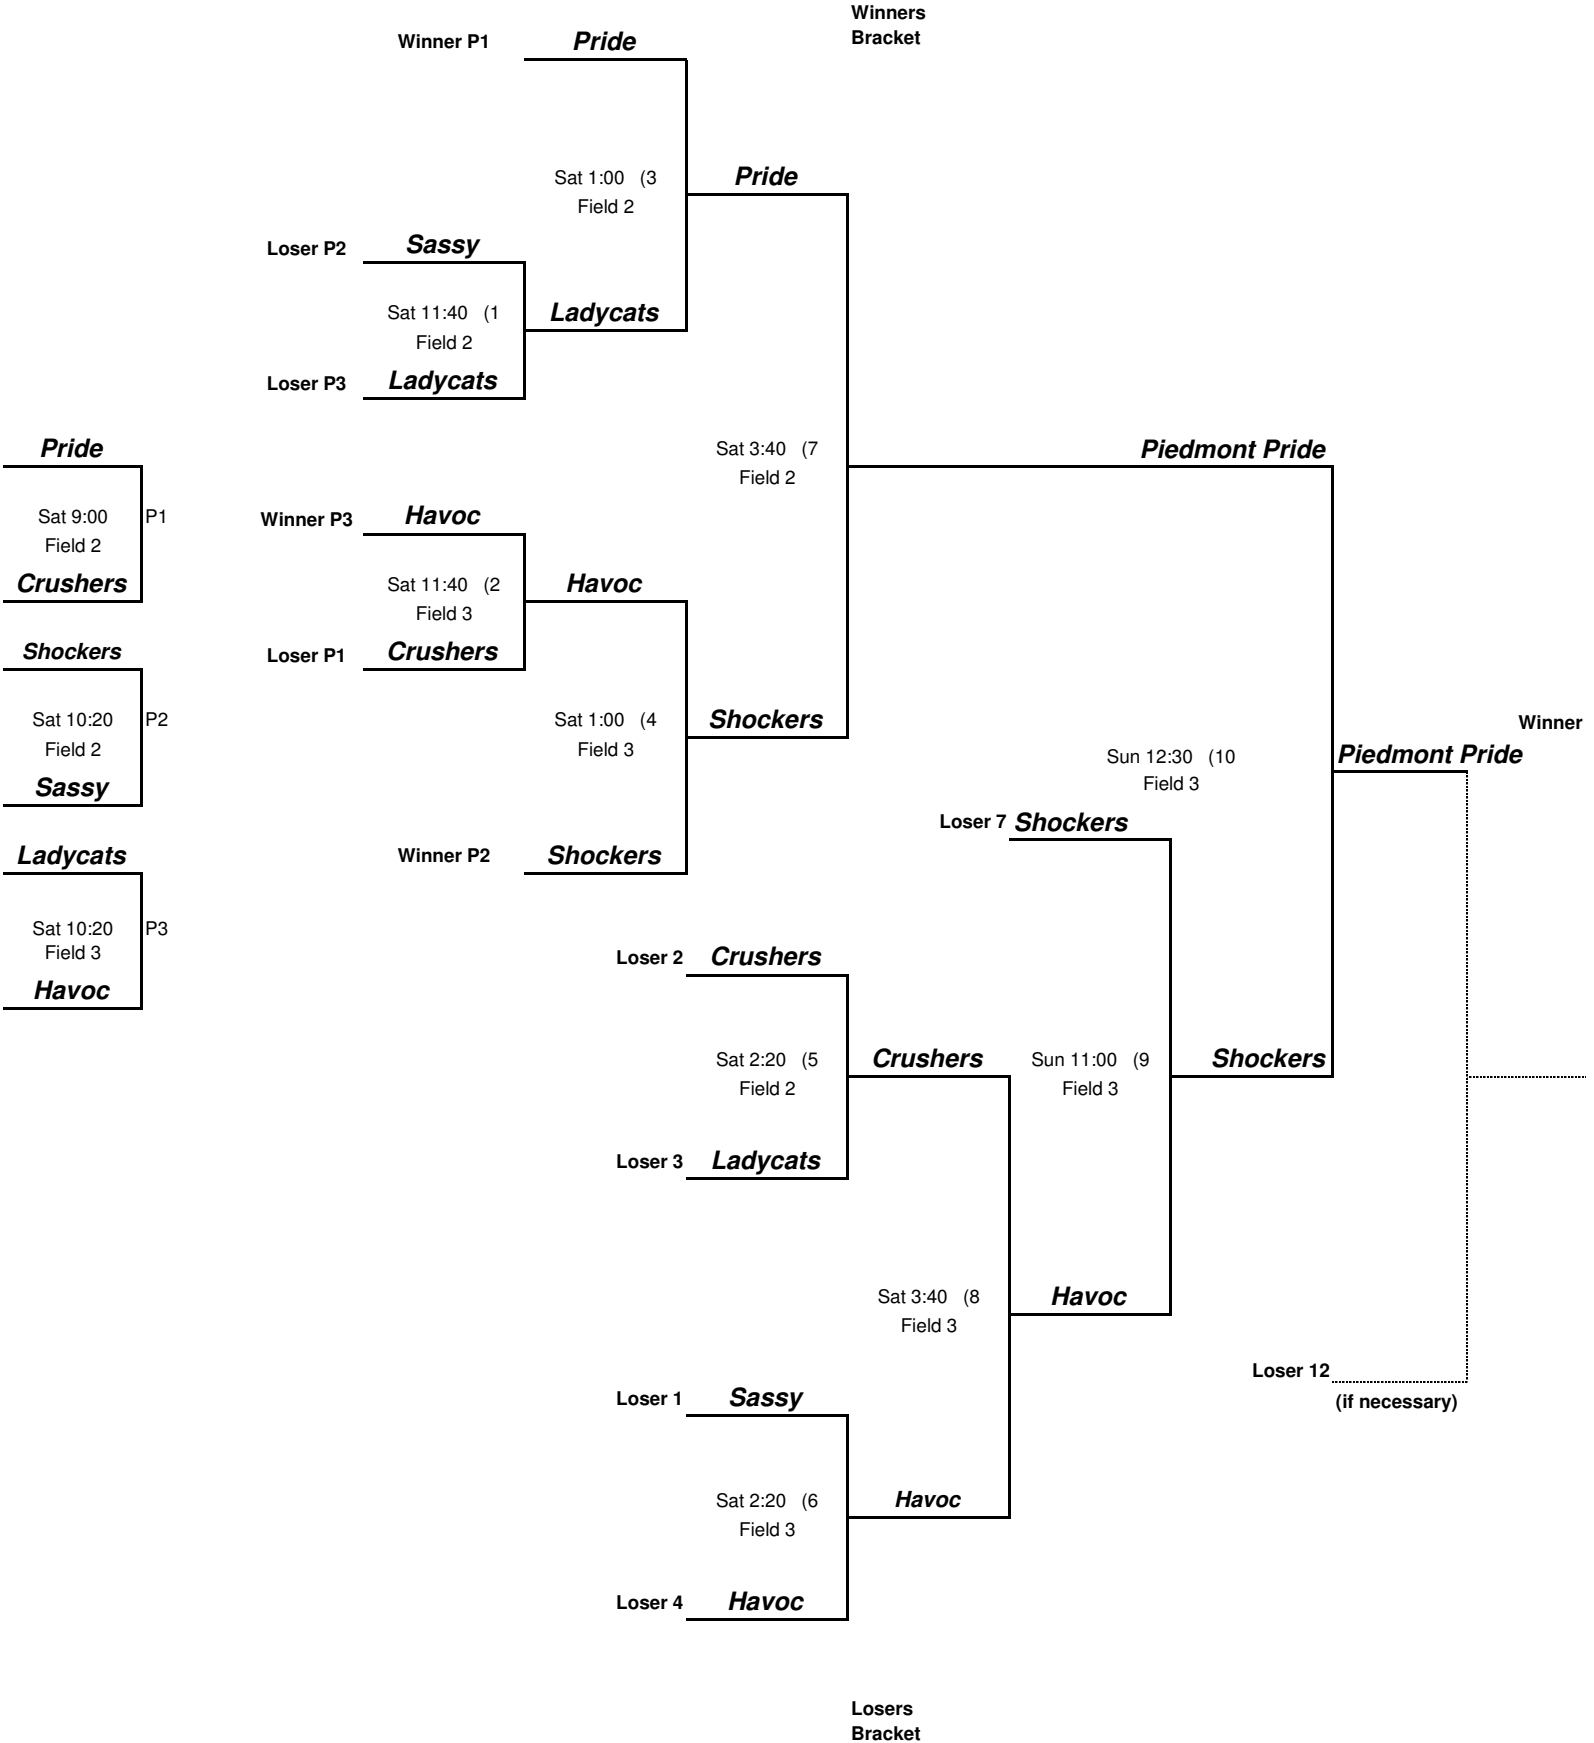 Winners
Bracket
Winner P1 Pride
Sat 1:00 (3
Field 2
Pride
Loser P2 Sassy
Sat 11:40 (1
Field 2
Ladycats
Loser P3 Ladycats
Pride
Sat 9:00 P1
Field 2
Crushers
Sat 3:40 (7
Field 2
Piedmont Pride
Winner P3 Havoc
Sat 11:40 (2
Field 3
Havoc
Loser P1 Crushers
Shockers
Sat 10:20 P2
Field 2
Sassy
Sat 1:00 (4
Field 3
Shockers
Winner
Sun 12:30 (10
Field 3
Piedmont Pride
Loser 7 Shockers
Ladycats
Sat 10:20 P3
Field 3
Havoc
Winner P2 Shockers
Loser 2 Crushers
Sat 2:20 (5
Field 2
Crushers
Sun 11:00 (9
Field 3
Shockers
Loser 3 Ladycats
Sat 3:40 (8
Field 3
Havoc
Loser 12
(if necessary)
Loser 1 Sassy
Sat 2:20 (6
Field 3
Havoc
Loser 4 Havoc
Losers
Bracket